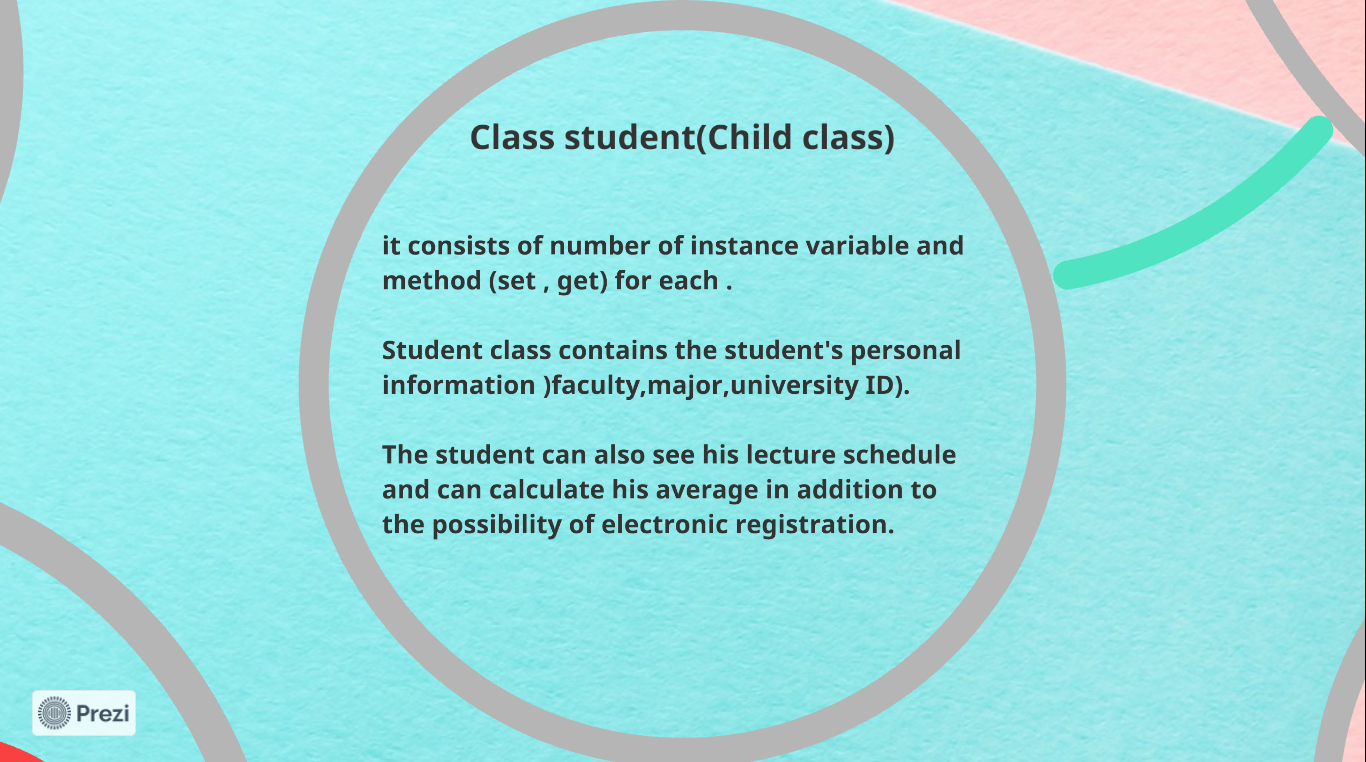 Class student(Child class)
it consists of number of instance variable and
method (set , get) for each .
Student class contains the student's personal
information )faculty,major,university ID).
The student can also see his lecture schedule
and can calculate his average in addition to
the possibility of electronic registration.
Prezi